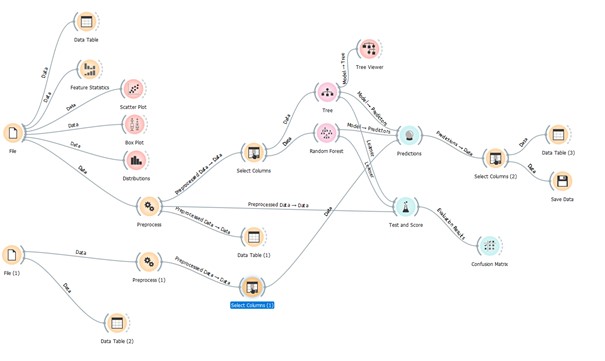 Data Table
Data
Feature Statistics
Data
Scatter Plot
Data
Box Plot
Data
Distributions
Data
File
Data
Preprocess
Preprocessed Data → Data
Select Columns
Data
Tree
Model → Tree
Tree Viewer
Data
Random Forest
Model → Predictors
Model → Predictors
Predictions
Learner
Learner
Preprocessed Data → Data
Test and Score
Preprocessed Data → Data
Data Table (1)
Predictions → Data
Select Columns (2)
Data
Data Table (3)
Data
Save Data
Evaluation Results
Confusion Matrix
File (1)
Data
Preprocess (1)
Preprocessed Data → Data
Select Columns (1)
Data
Data
Data Table (2)